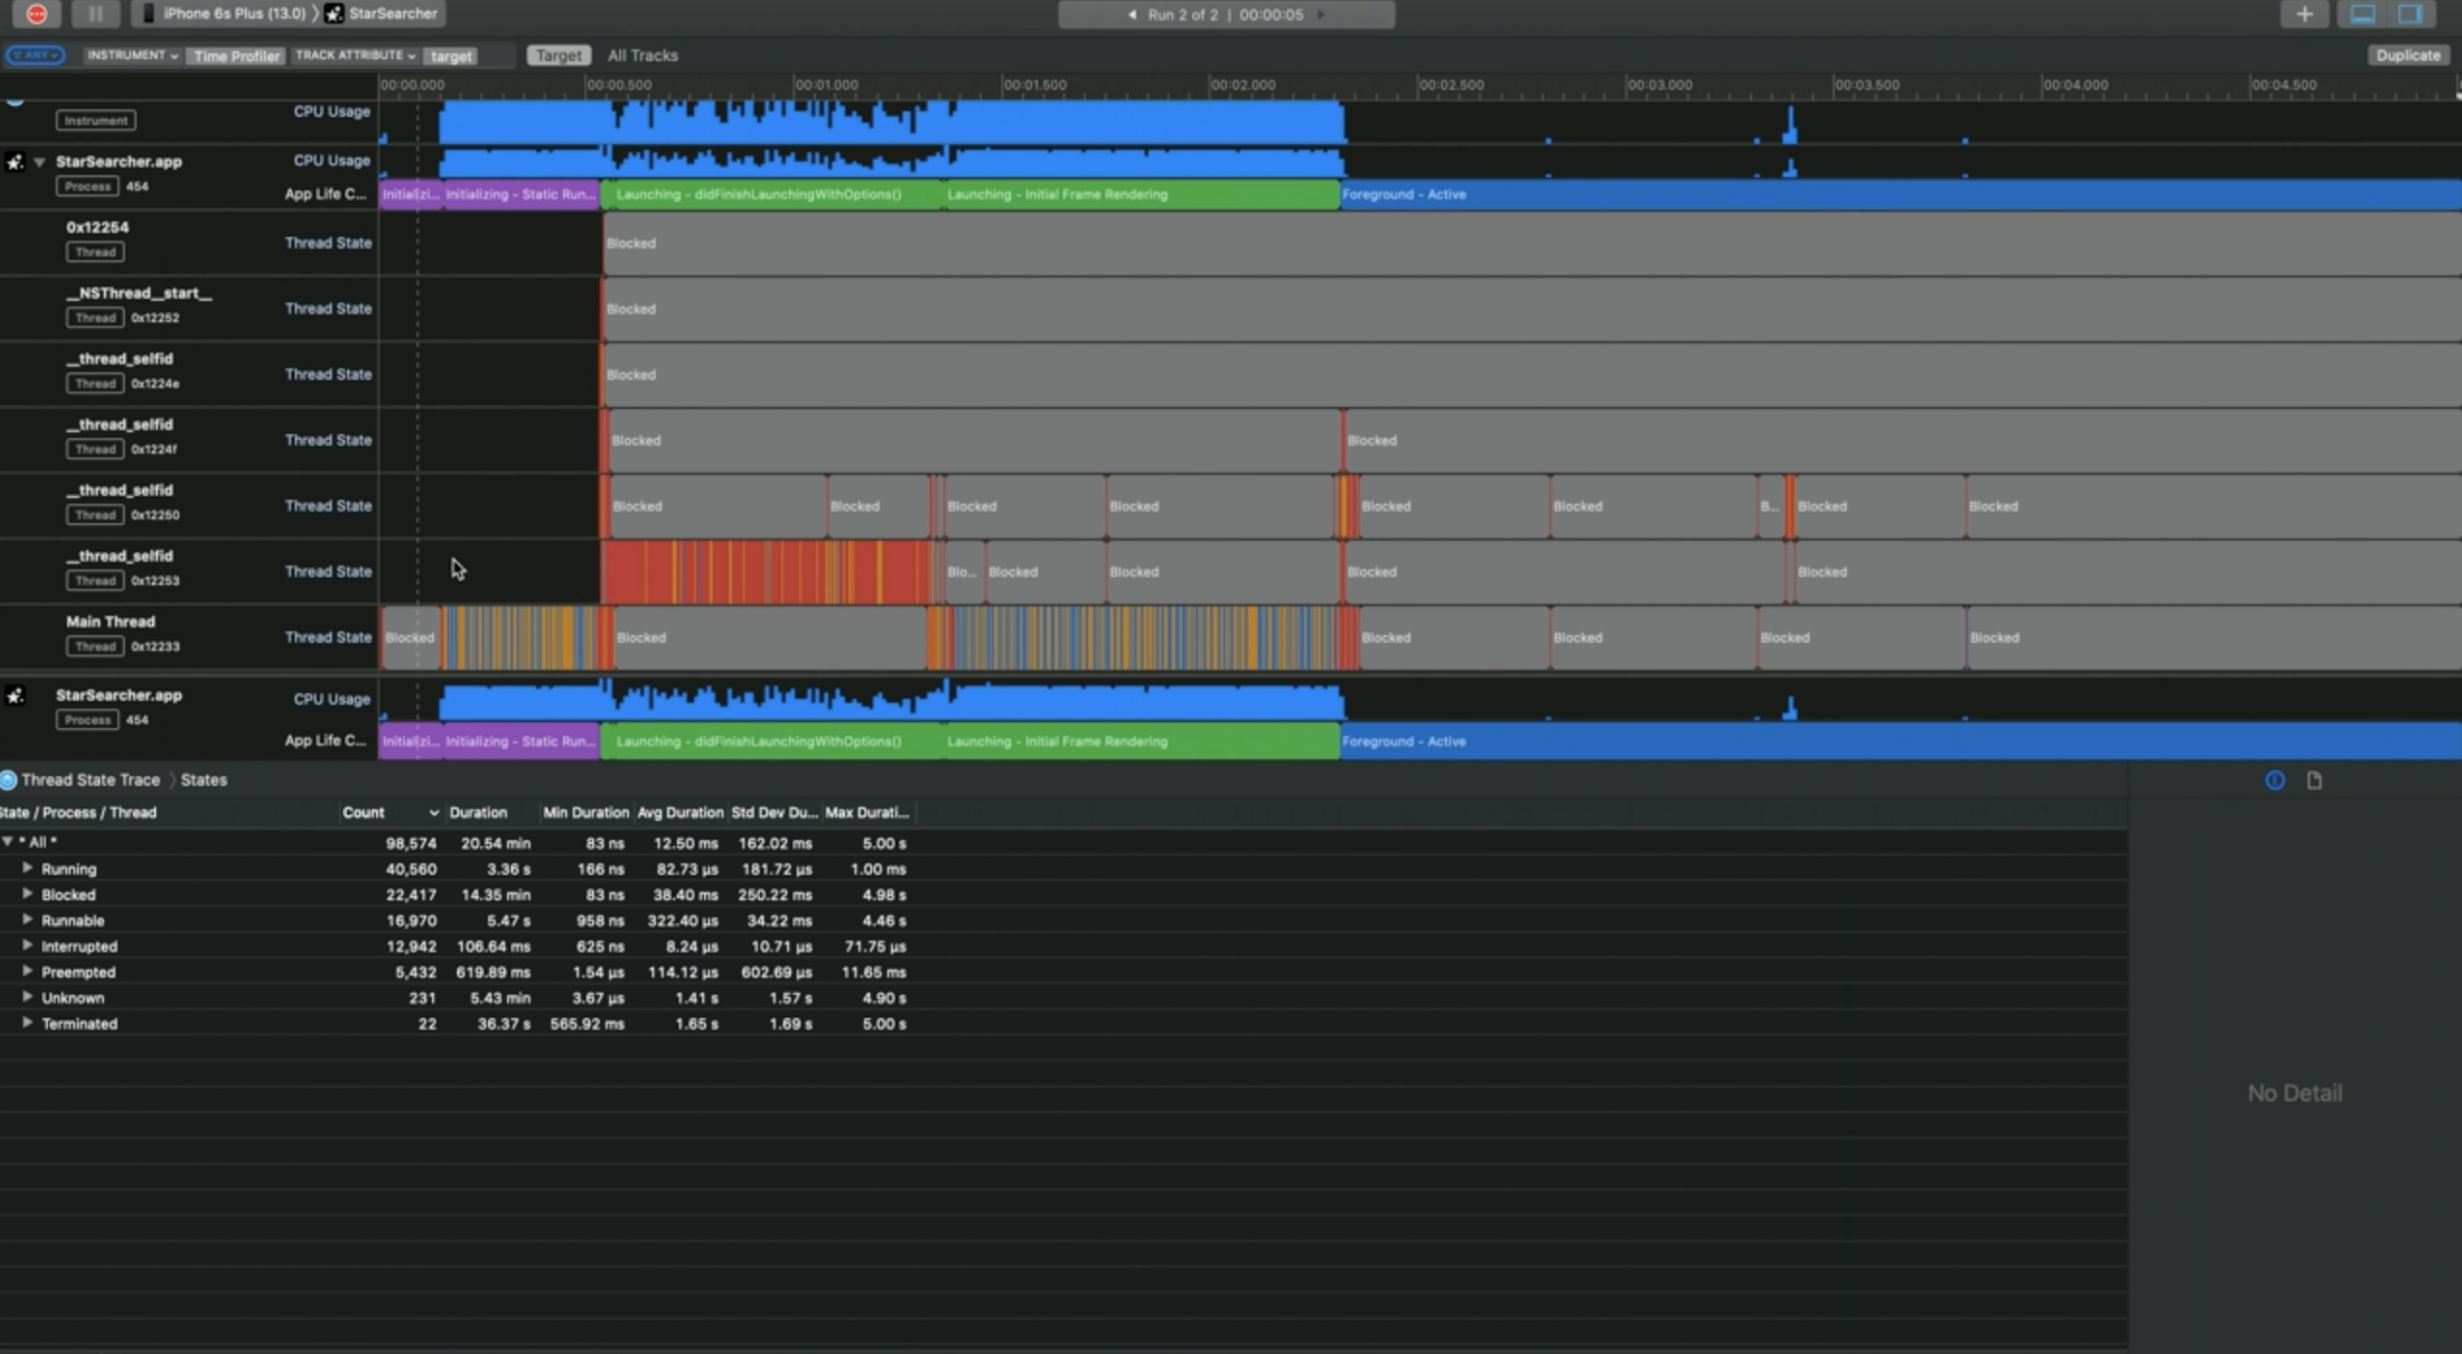 iPhone 6s Plus (13.0) 〉 StarSearcher
Run 2 of 2 | 00:00:05
ANY INSTRUMENT Time Profiler TRACK ATTRIBUTE target Target All Tracks Duplicate
00:00.000 00:00.500 00:01.000 00:01.500 00:02.000 00:02.500 00:03.000 00:03.500 00:04.000 00:04.500
CPU Usage
Instrument
StarSearcher.app CPU Usage
Process 454 App Life C... Initializi... Initializing - Static Run... Launching - didFinishLaunchingWithOptions() Launching - Initial Frame Rendering Foreground - Active
0x12254
Thread Thread State Blocked
__NSThread__start__
Thread 0x12252 Thread State Blocked
__thread_selfid
Thread 0x1224e Thread State Blocked
__thread_selfid
Thread 0x1224f Thread State Blocked Blocked
__thread_selfid
Thread 0x12250 Thread State Blocked Blocked Blocked Blocked Blocked Blocked B... Blocked Blocked
__thread_selfid
Thread 0x12253 Thread State Blo... Blocked Blocked Blocked Blocked
Main Thread
Thread 0x12233 Thread State Blocked Blocked Blocked Blocked Blocked Blocked
StarSearcher.app CPU Usage
Process 454 App Life C... Initializi... Initializing - Static Run... Launching - didFinishLaunchingWithOptions() Launching - Initial Frame Rendering Foreground - Active
Thread State Trace 〉 States
State / Process / Thread Count Duration Min Duration Avg Duration Std Dev Du... Max Durati...
* All * 98,574 20.54 min 83 ns 12.50 ms 162.02 ms 5.00 s
Running 40,560 3.36 s 166 ns 82.73 µs 181.72 µs 1.00 ms
Blocked 22,417 14.35 min 83 ns 38.40 ms 250.22 ms 4.98 s
Runnable 16,970 5.47 s 958 ns 322.40 µs 34.22 ms 4.46 s
Interrupted 12,942 106.64 ms 625 ns 8.24 µs 10.71 µs 71.75 µs
Preempted 5,432 619.89 ms 1.54 µs 114.12 µs 602.69 µs 11.65 ms
Unknown 231 5.43 min 3.67 µs 1.41 s 1.57 s 4.90 s
Terminated 22 36.37 s 565.92 ms 1.65 s 1.69 s 5.00 s
No Detail